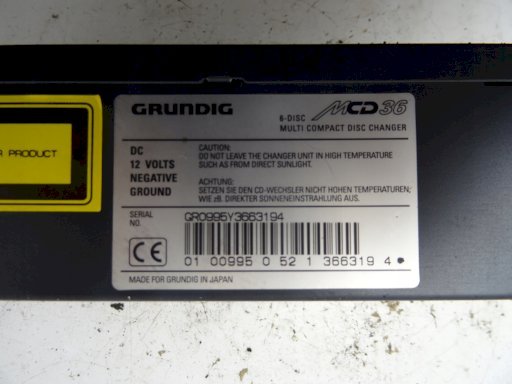 R PRODUCT
GRUNDIG
6-DISC MCD36
MULTI COMPACT DISC CHANGER
DC
12 VOLTS
NEGATIVE
GROUND
CAUTION:
DO NOT LEAVE THE CHANGER UNIT IN HIGH TEMPERATURE
SUCH AS FROM DIRECT SUNLIGHT.
ACHTUNG:
SETZEN SIE DEN CD-WECHSLER NICHT HOHEN TEMPERATUREN,
WIE zB. DIREKTER SONNENEINSTRAHLUNG AUS.
SERIAL
NO.
GR0995Y3663194
CE
01 00995 0 52 1 366319 4
MADE FOR GRUNDIG IN JAPAN